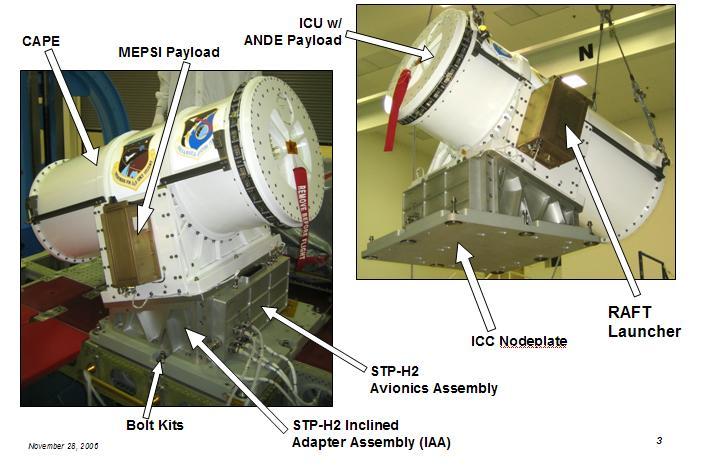 CAPE
MEPSI Payload
ICU w/
ANDE Payload
REMOVE BEFORE FLIGHT
RAFT
Launcher
ICC Nodeplate
STP-H2
Avionics Assembly
Bolt Kits
STP-H2 Inclined
Adapter Assembly (IAA)
November 28, 2006
3